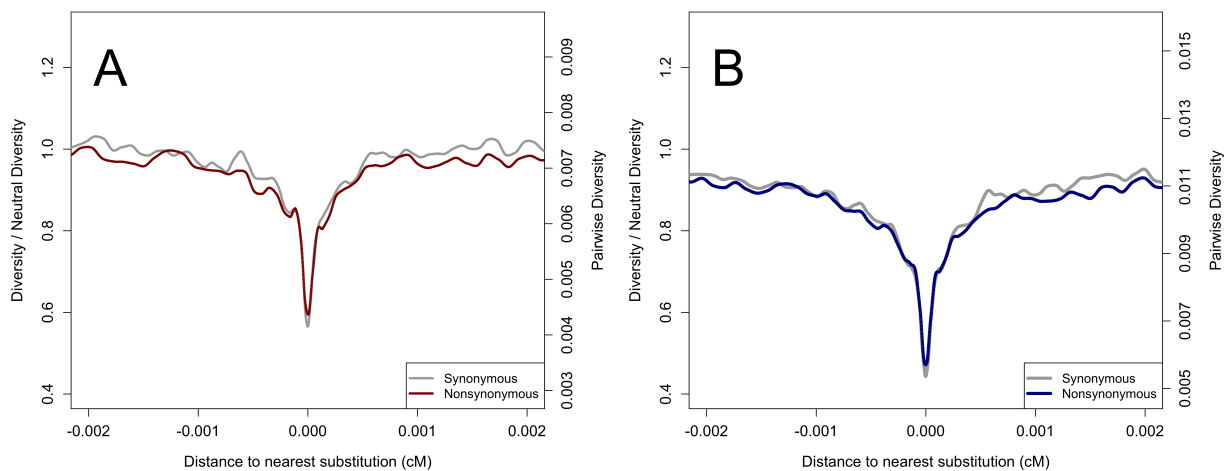 A
1.2
1.0
0.8
0.6
0.4
Diversity / Neutral Diversity
0.009
0.008
0.007
0.006
0.005
0.004
0.003
Pairwise Diversity
Synonymous
Nonsynonymous
-0.002 -0.001 0.000 0.001 0.002
Distance to nearest substitution (cM)
B
1.2
1.0
0.8
0.6
0.4
Diversity / Neutral Diversity
0.015
0.013
0.011
0.009
0.007
0.005
Pairwise Diversity
Synonymous
Nonsynonymous
-0.002 -0.001 0.000 0.001 0.002
Distance to nearest substitution (cM)